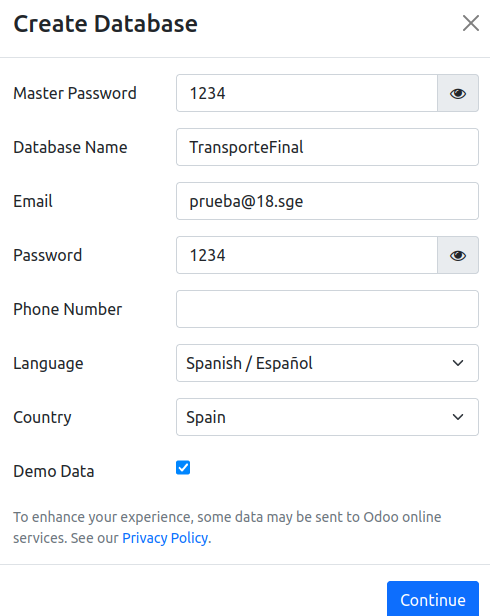 Create Database
Master Password 1234
Database Name TransporteFinal
Email prueba@18.sge
Password 1234
Phone Number
Language Spanish / Español
Country Spain
Demo Data
To enhance your experience, some data may be sent to Odoo online
services. See our Privacy Policy.
Continue